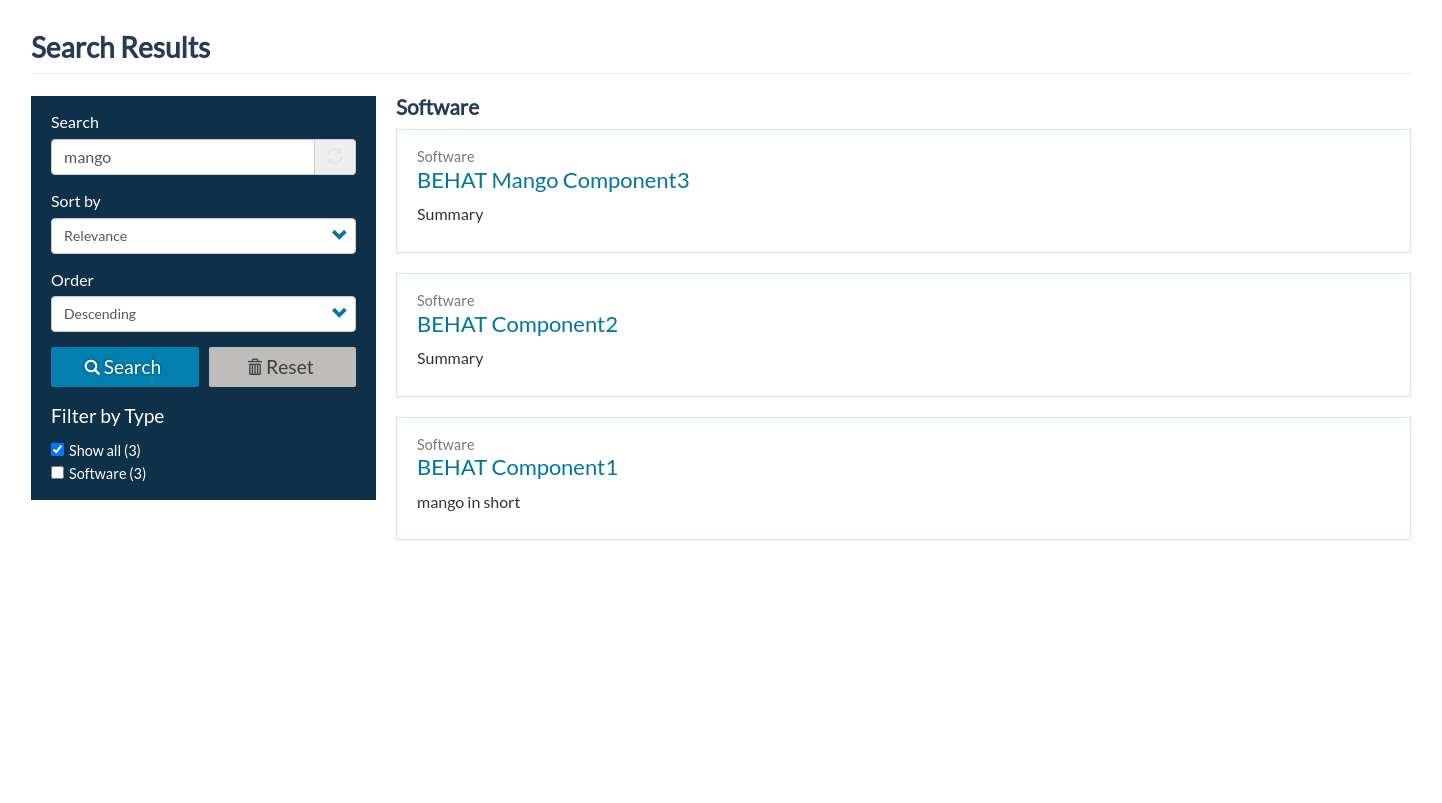 Search Results
Search
mango
Sort by
Relevance
Order
Descending
Search Reset
Filter by Type
Show all (3)
Software (3)
Software
Software
BEHAT Mango Component3
Summary
Software
BEHAT Component2
Summary
Software
BEHAT Component1
mango in short